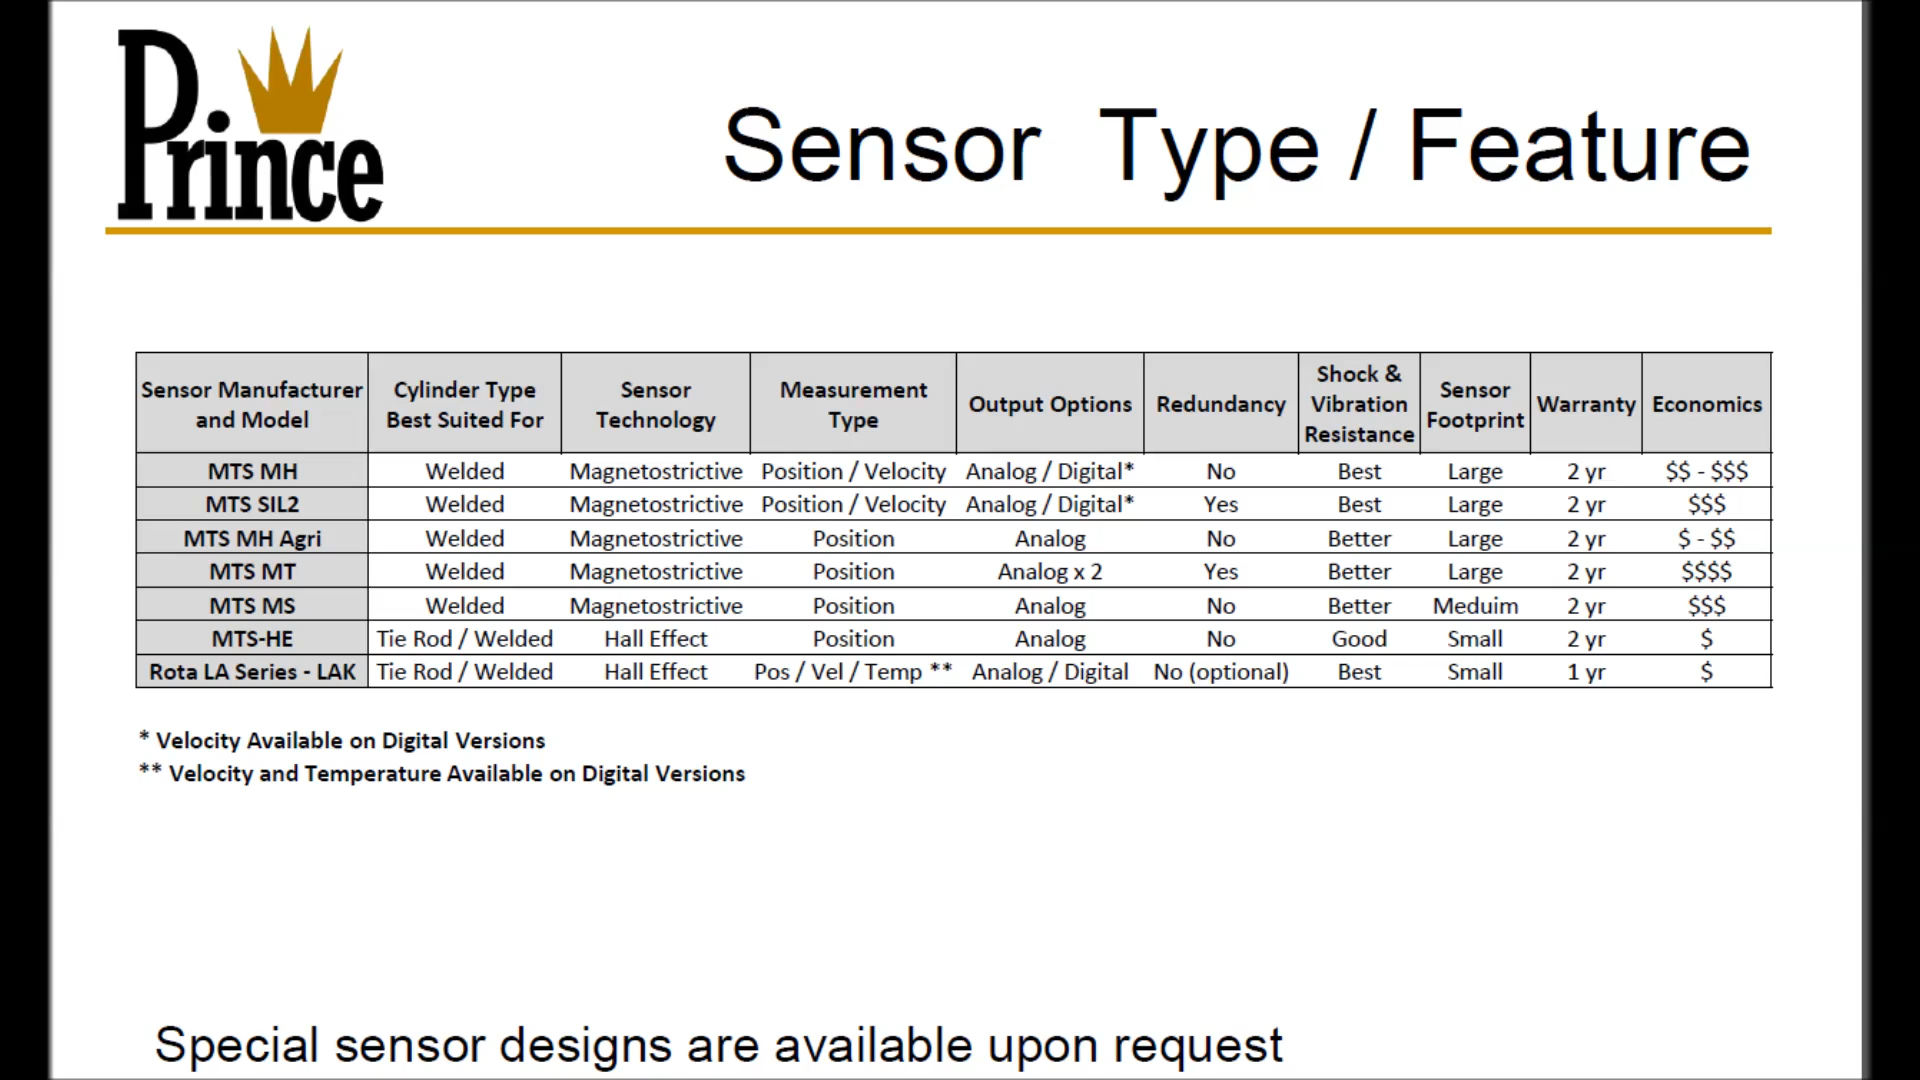 Prince
Sensor Type / Feature
Sensor Manufacturer and Model | Cylinder Type Best Suited For | Sensor Technology | Measurement Type | Output Options | Redundancy | Shock & Vibration Resistance | Sensor Footprint | Warranty | Economics
MTS MH | Welded | Magnetostrictive | Position / Velocity | Analog / Digital* | No | Best | Large | 2 yr | $$ - $$$
MTS SIL2 | Welded | Magnetostrictive | Position / Velocity | Analog / Digital* | Yes | Best | Large | 2 yr | $$$
MTS MH Agri | Welded | Magnetostrictive | Position | Analog | No | Better | Large | 2 yr | $ - $$
MTS MT | Welded | Magnetostrictive | Position | Analog x 2 | Yes | Better | Large | 2 yr | $$$$
MTS MS | Welded | Magnetostrictive | Position | Analog | No | Better | Meduim | 2 yr | $$$
MTS-HE | Tie Rod / Welded | Hall Effect | Position | Analog | No | Good | Small | 2 yr | $
Rota LA Series - LAK | Tie Rod / Welded | Hall Effect | Pos / Vel / Temp ** | Analog / Digital | No (optional) | Best | Small | 1 yr | $
* Velocity Available on Digital Versions
** Velocity and Temperature Available on Digital Versions
Special sensor designs are available upon request